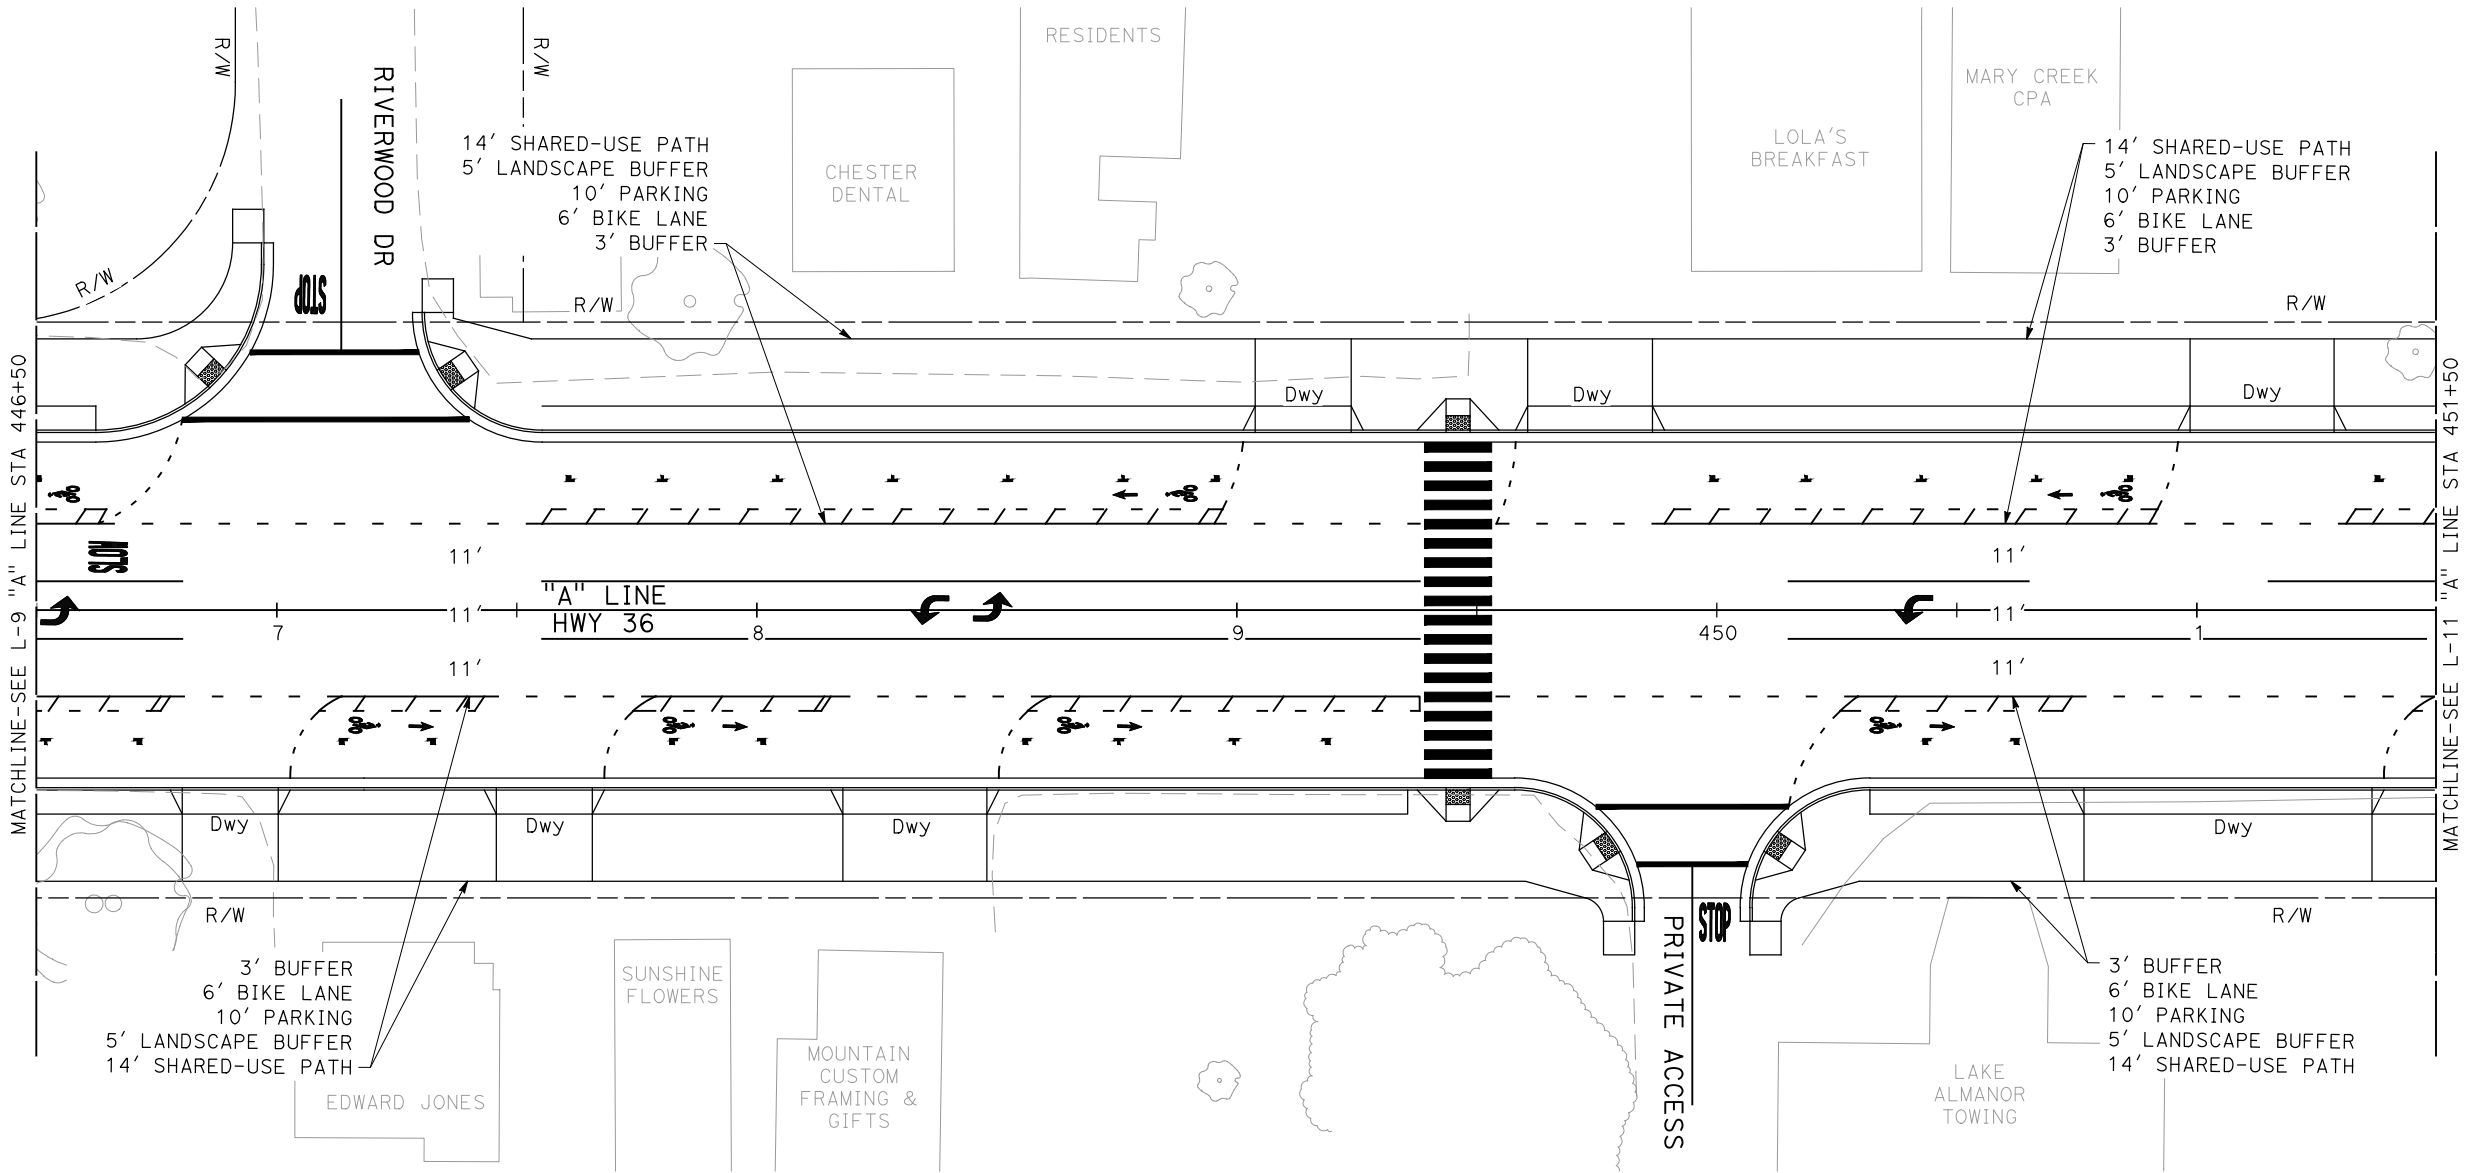 R/W
R/W
RIVERWOOD DR
RESIDENTS
MARY CREEK
CPA
LOLA'S
BREAKFAST
CHESTER
DENTAL
14' SHARED-USE PATH
5' LANDSCAPE BUFFER
10' PARKING
6' BIKE LANE
3' BUFFER
14' SHARED-USE PATH
5' LANDSCAPE BUFFER
10' PARKING
6' BIKE LANE
3' BUFFER
R/W
STOP
R/W
R/W
MATCHLINE-SEE L-9 "A" LINE STA 446+50
MATCHLINE-SEE L-11 "A" LINE STA 451+50
Dwy
Dwy
Dwy
SLOW
11'
11'
"A" LINE
HWY 36
11'
11'
7
8
9
450
1
11'
11'
Dwy
Dwy
Dwy
Dwy
R/W
R/W
STOP
PRIVATE ACCESS
3' BUFFER
6' BIKE LANE
10' PARKING
5' LANDSCAPE BUFFER
14' SHARED-USE PATH
SUNSHINE
FLOWERS
3' BUFFER
6' BIKE LANE
10' PARKING
5' LANDSCAPE BUFFER
14' SHARED-USE PATH
EDWARD JONES
MOUNTAIN
CUSTOM
FRAMING &
GIFTS
LAKE
ALMANOR
TOWING